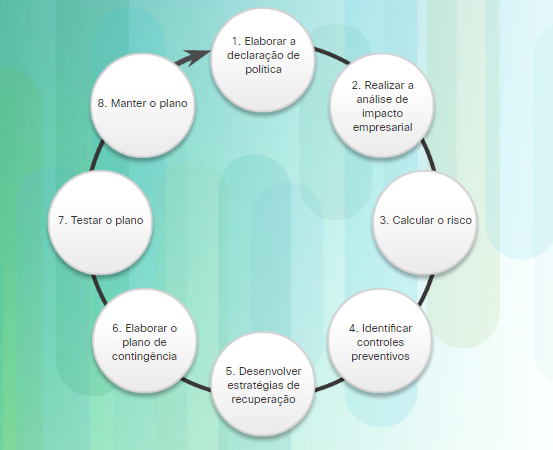 1. Elaborar a
declaração de
política
2. Realizar a
análise de
impacto
empresarial
3. Calcular o risco
4. Identificar
controles
preventivos
5. Desenvolver
estratégias de
recuperação
6. Elaborar o
plano de
contingência
7. Testar o plano
8. Manter o plano